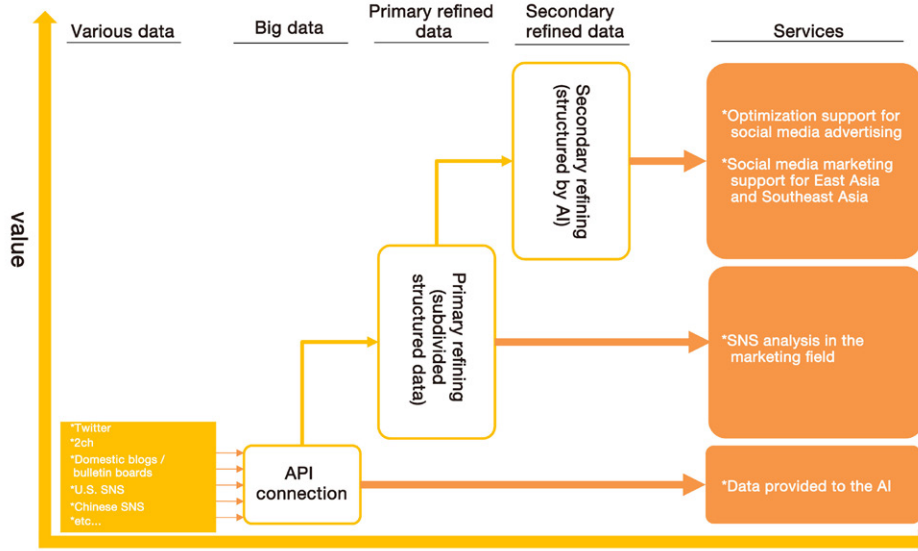 Various data
Big data
Primary refined
data
Secondary
refined data
Services
value
Secondary refining
(structured by AI)
*Optimization support for
social media advertising
*Social media marketing
support for East Asia
and Southeast Asia
Primary refining
(subdivided
structured data)
*SNS analysis in the
marketing field
*Twitter
*2ch
*Domestic blogs /
bulletin boards
*U.S. SNS
*Chinese SNS
*etc...
API
connection
*Data provided to the AI